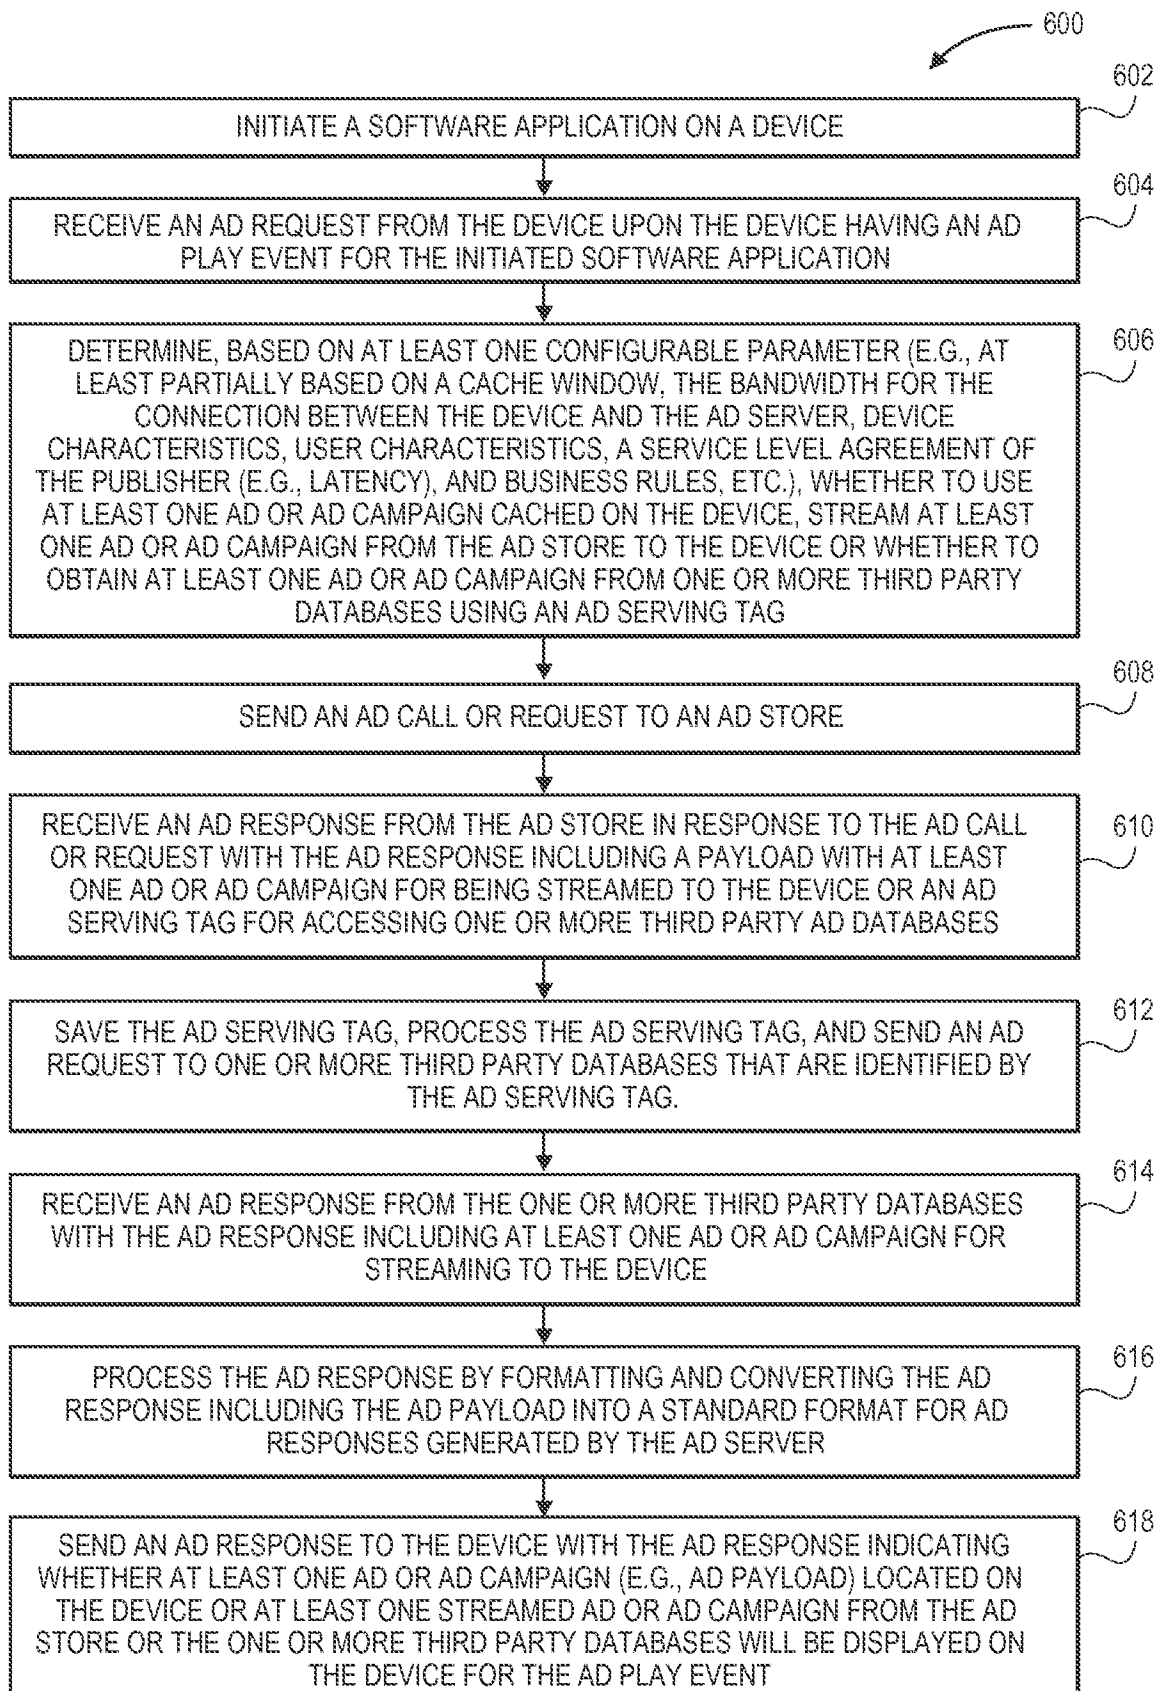 600
602
INITIATE A SOFTWARE APPLICATION ON A DEVICE
604
RECEIVE AN AD REQUEST FROM THE DEVICE UPON THE DEVICE HAVING AN AD
PLAY EVENT FOR THE INITIATED SOFTWARE APPLICATION
606
DETERMINE, BASED ON AT LEAST ONE CONFIGURABLE PARAMETER (E.G., AT
LEAST PARTIALLY BASED ON A CACHE WINDOW, THE BANDWIDTH FOR THE
CONNECTION BETWEEN THE DEVICE AND THE AD SERVER, DEVICE
CHARACTERISTICS, USER CHARACTERISTICS, A SERVICE LEVEL AGREEMENT OF
THE PUBLISHER (E.G., LATENCY), AND BUSINESS RULES, ETC.), WHETHER TO USE
AT LEAST ONE AD OR AD CAMPAIGN CACHED ON THE DEVICE, STREAM AT LEAST
ONE AD OR AD CAMPAIGN FROM THE AD STORE TO THE DEVICE OR WHETHER TO
OBTAIN AT LEAST ONE AD OR AD CAMPAIGN FROM ONE OR MORE THIRD PARTY
DATABASES USING AN AD SERVING TAG
608
SEND AN AD CALL OR REQUEST TO AN AD STORE
610
RECEIVE AN AD RESPONSE FROM THE AD STORE IN RESPONSE TO THE AD CALL
OR REQUEST WITH THE AD RESPONSE INCLUDING A PAYLOAD WITH AT LEAST
ONE AD OR AD CAMPAIGN FOR BEING STREAMED TO THE DEVICE OR AN AD
SERVING TAG FOR ACCESSING ONE OR MORE THIRD PARTY AD DATABASES
612
SAVE THE AD SERVING TAG, PROCESS THE AD SERVING TAG, AND SEND AN AD
REQUEST TO ONE OR MORE THIRD PARTY DATABASES THAT ARE IDENTIFIED BY
THE AD SERVING TAG.
614
RECEIVE AN AD RESPONSE FROM THE ONE OR MORE THIRD PARTY DATABASES
WITH THE AD RESPONSE INCLUDING AT LEAST ONE AD OR AD CAMPAIGN FOR
STREAMING TO THE DEVICE
616
PROCESS THE AD RESPONSE BY FORMATTING AND CONVERTING THE AD
RESPONSE INCLUDING THE AD PAYLOAD INTO A STANDARD FORMAT FOR AD
RESPONSES GENERATED BY THE AD SERVER
618
SEND AN AD RESPONSE TO THE DEVICE WITH THE AD RESPONSE INDICATING
WHETHER AT LEAST ONE AD OR AD CAMPAIGN (E.G., AD PAYLOAD) LOCATED ON
THE DEVICE OR AT LEAST ONE STREAMED AD OR AD CAMPAIGN FROM THE AD
STORE OR THE ONE OR MORE THIRD PARTY DATABASES WILL BE DISPLAYED ON
THE DEVICE FOR THE AD PLAY EVENT